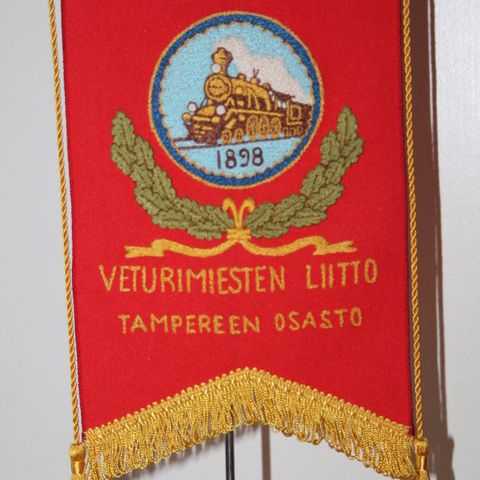 1898
VETURIMIESTEN LIITTO
TAMPEREEN OSASTO